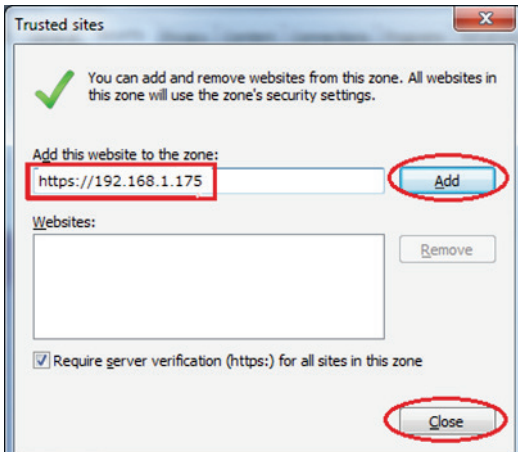 Trusted sites
You can add and remove websites from this zone. All websites in
this zone will use the zone's security settings.
Add this website to the zone:
https://192.168.1.175
Add
Websites:
Remove
Require server verification (https:) for all sites in this zone
Close